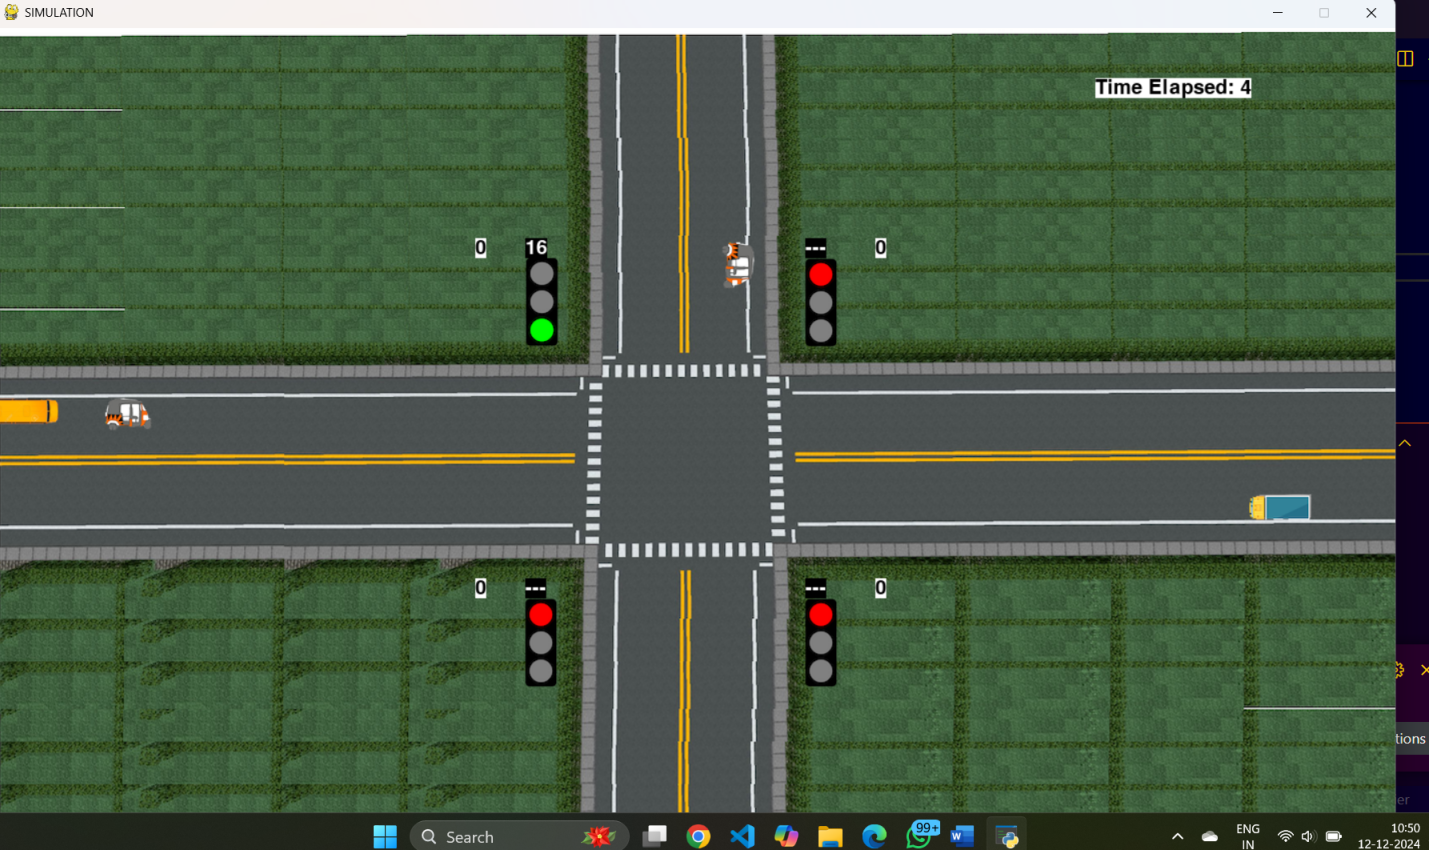 SIMULATION
Time Elapsed: 4
0 16 --- 0
0 --- --- 0
tions
er
Search
99+
ENG
IN
10:50
12-12-2024